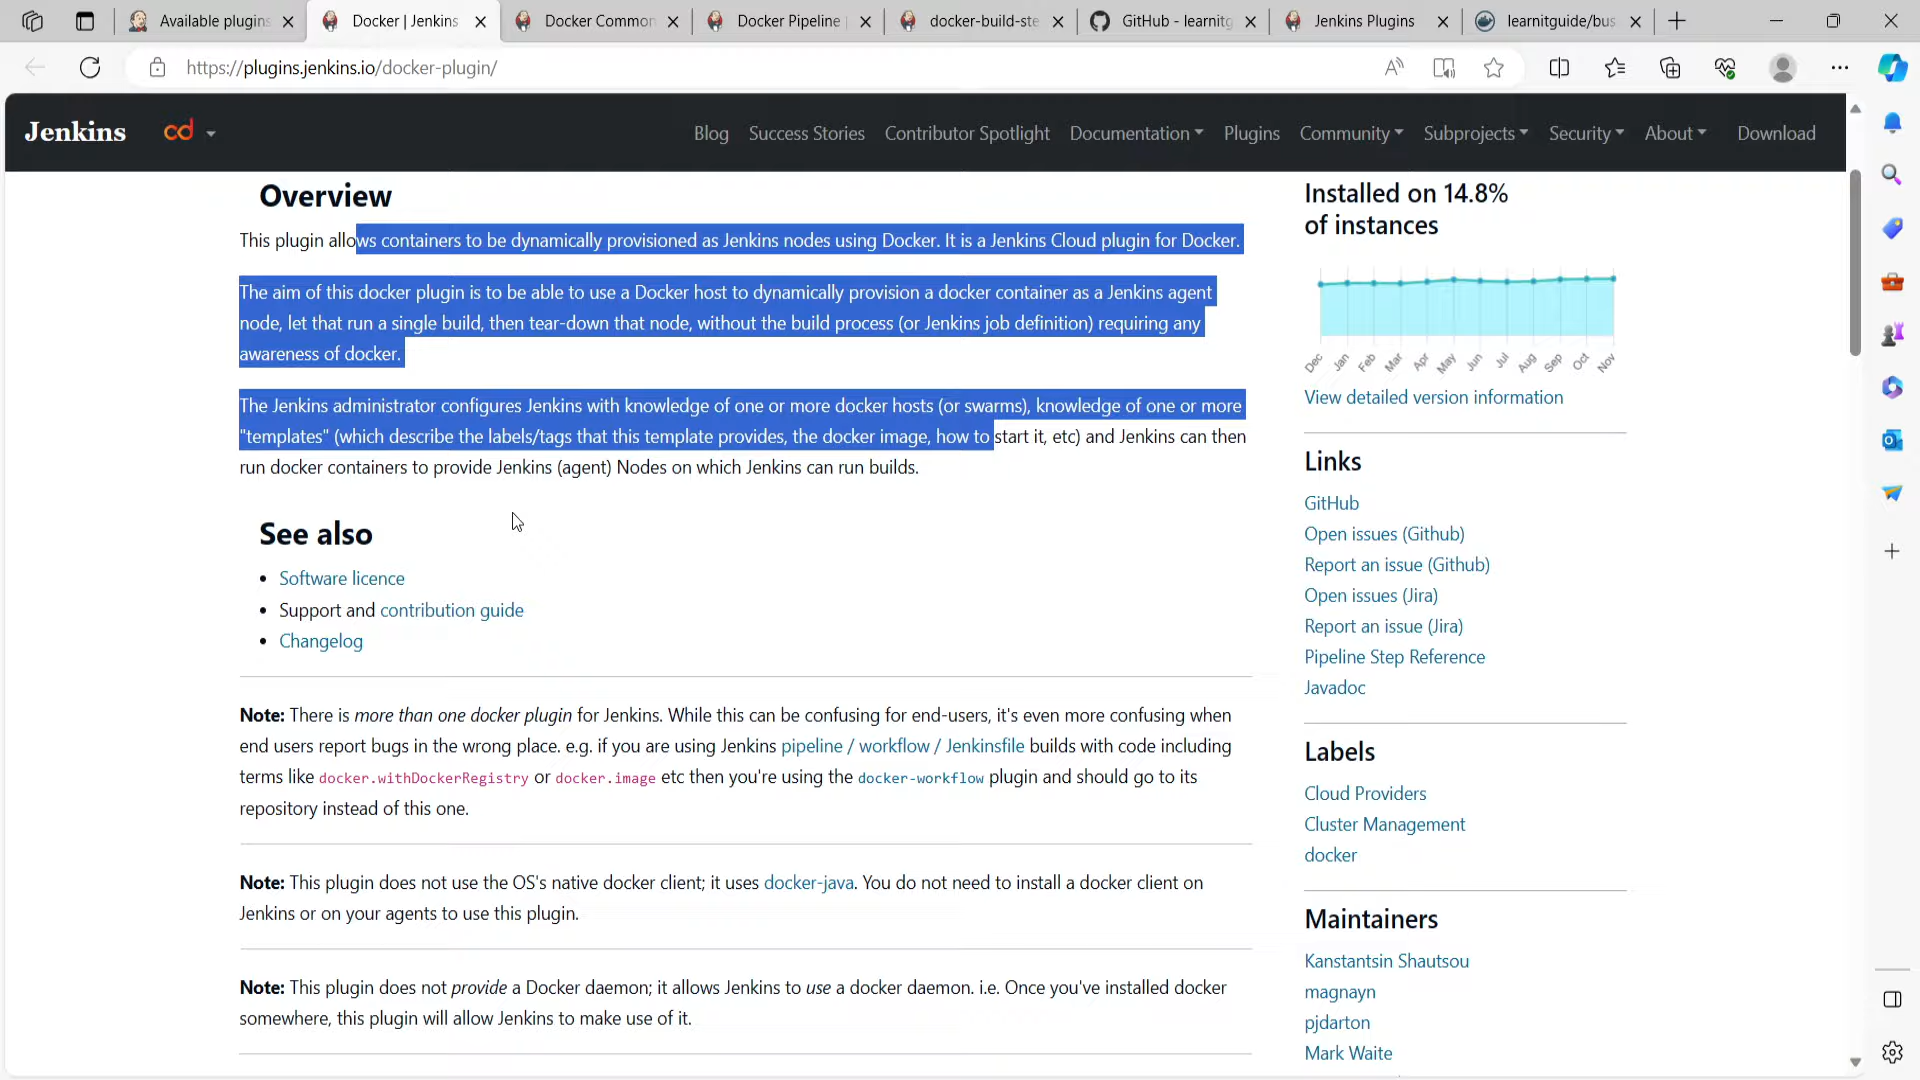 Available plugins
Docker | Jenkins
Docker Common
Docker Pipeline
docker-build-ste
GitHub - learnitg
Jenkins Plugins
learnitguide/bus
https://plugins.jenkins.io/docker-plugin/
Jenkins
cd
Blog
Success Stories
Contributor Spotlight
Documentation
Plugins
Community
Subprojects
Security
About
Download
Overview
This plugin allows containers to be dynamically provisioned as Jenkins nodes using Docker. It is a Jenkins Cloud plugin for Docker.
The aim of this docker plugin is to be able to use a Docker host to dynamically provision a docker container as a Jenkins agent
node, let that run a single build, then tear-down that node, without the build process (or Jenkins job definition) requiring any
awareness of docker.
The Jenkins administrator configures Jenkins with knowledge of one or more docker hosts (or swarms), knowledge of one or more
"templates" (which describe the labels/tags that this template provides, the docker image, how to start it, etc) and Jenkins can then
run docker containers to provide Jenkins (agent) Nodes on which Jenkins can run builds.
See also
Software licence
Support and contribution guide
Changelog
Note: There is more than one docker plugin for Jenkins. While this can be confusing for end-users, it's even more confusing when
end users report bugs in the wrong place. e.g. if you are using Jenkins pipeline / workflow / Jenkinsfile builds with code including
terms like docker.withDockerRegistry or docker.image etc then you're using the docker-workflow plugin and should go to its
repository instead of this one.
Note: This plugin does not use the OS's native docker client; it uses docker-java. You do not need to install a docker client on
Jenkins or on your agents to use this plugin.
Note: This plugin does not provide a Docker daemon; it allows Jenkins to use a docker daemon. i.e. Once you've installed docker
somewhere, this plugin will allow Jenkins to make use of it.
Installed on 14.8%
of instances
Dec
Jan
Feb
Mar
Apr
May
Jun
Jul
Aug
Sep
Oct
Nov
View detailed version information
Links
GitHub
Open issues (Github)
Report an issue (Github)
Open issues (Jira)
Report an issue (Jira)
Pipeline Step Reference
Javadoc
Labels
Cloud Providers
Cluster Management
docker
Maintainers
Kanstantsin Shautsou
magnayn
pjdarton
Mark Waite